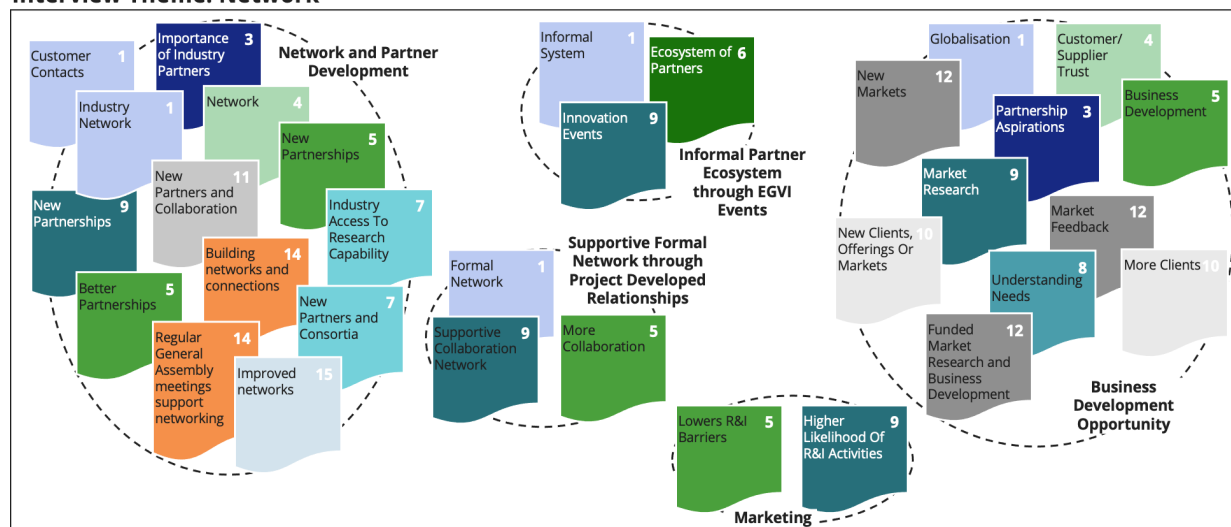 Interview Theme: Network
Customer
Contacts
1
Importance
of Industry
Partners
3
Network and Partner
Development
Industry
Network
1
Network
4
New
Partnerships
5
New
Partners and
Collaboration
11
New
Partnerships
9
Industry
Access To
Research
Capability
7
Building
networks and
connections
14
Better
Partnerships
5
New
Partners and
Consortia
7
Regular
General
Assembly
meetings
support
networking
14
Improved
networks
15
Informal
System
1
Ecosystem of
Partners
6
Innovation
Events
9
Informal Partner
Ecosystem
through EGVI
Events
Supportive Formal
Network through
Project Developed
Relationships
Formal
Network
1
Supportive
Collaboration
Network
9
More
Collaboration
5
Lowers R&I
Barriers
5
Higher
Likelihood Of
R&I Activities
9
Marketing
Globalisation
1
Customer/
Supplier
Trust
4
New
Markets
12
Partnership
Aspirations
3
Business
Development
5
Market
Research
9
Market
Feedback
12
New Clients,
Offerings Or
Markets
10
Understanding
Needs
8
More Clients
10
Funded
Market
Research and
Business
Development
12
Business
Development
Opportunity